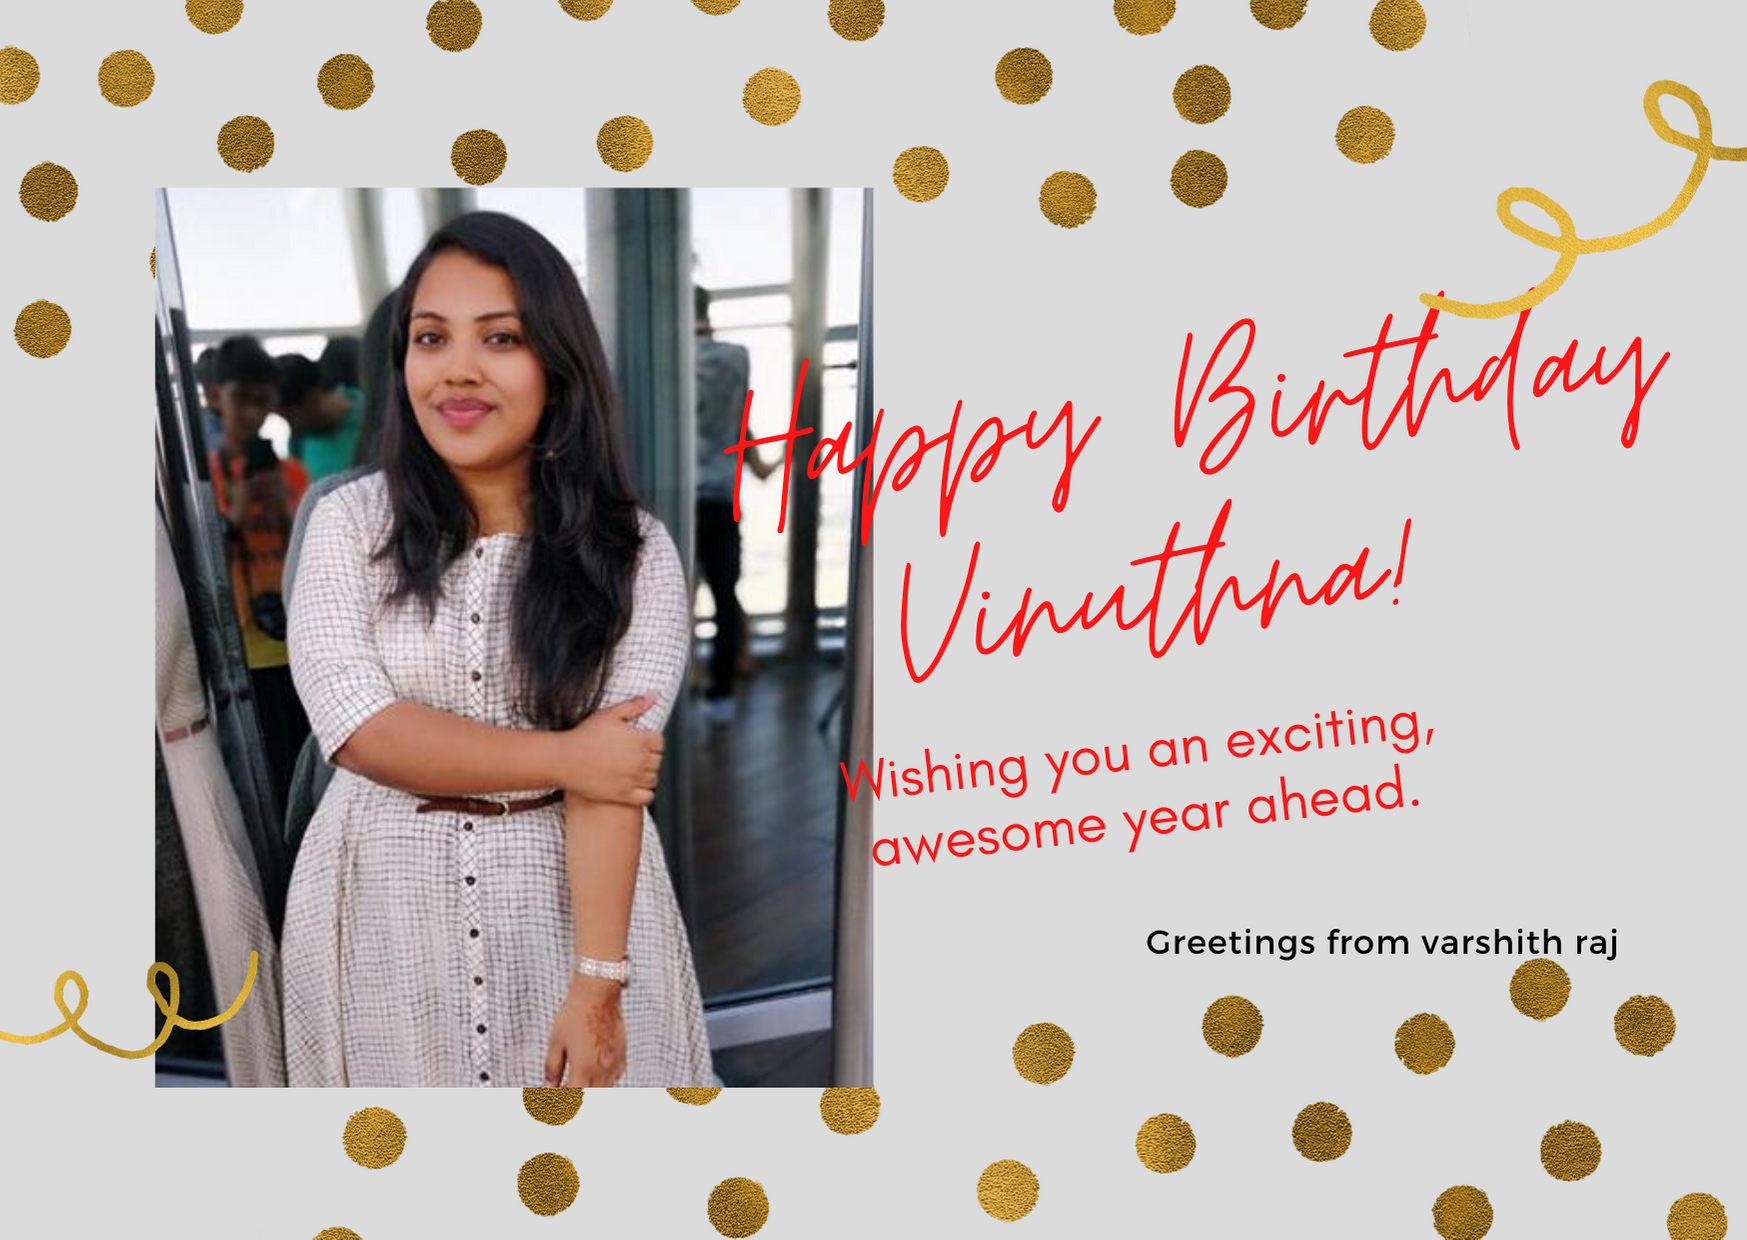 Happy Birthday
Vinuthna!
Wishing you an exciting,
awesome year ahead.
Greetings from varshith raj